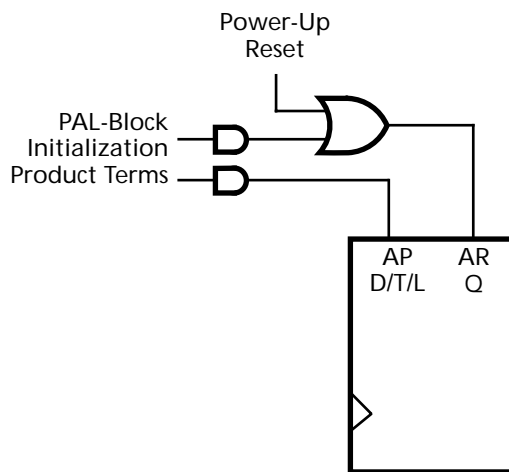 Power-Up
Reset
PAL-Block
Initialization
Product Terms
AP AR
D/T/L Q